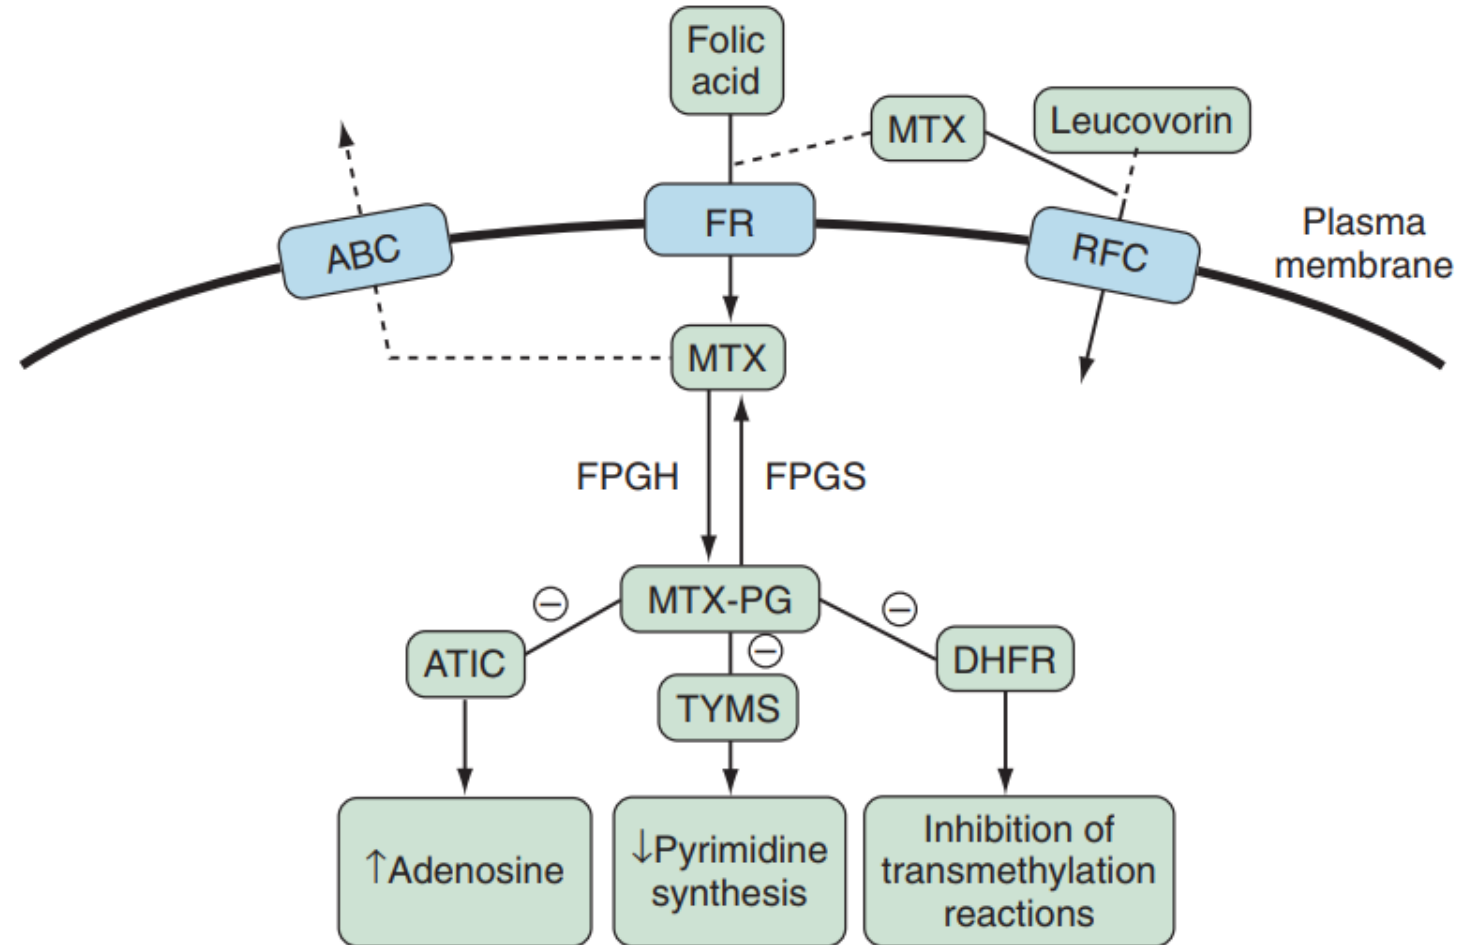 Folic
acid
MTX
Leucovorin
ABC
FR
RFC
Plasma
membrane
MTX
FPGH
FPGS
MTX-PG
−
−
−
ATIC
TYMS
DHFR
↑Adenosine
↓Pyrimidine
synthesis
Inhibition of
transmethylation
reactions